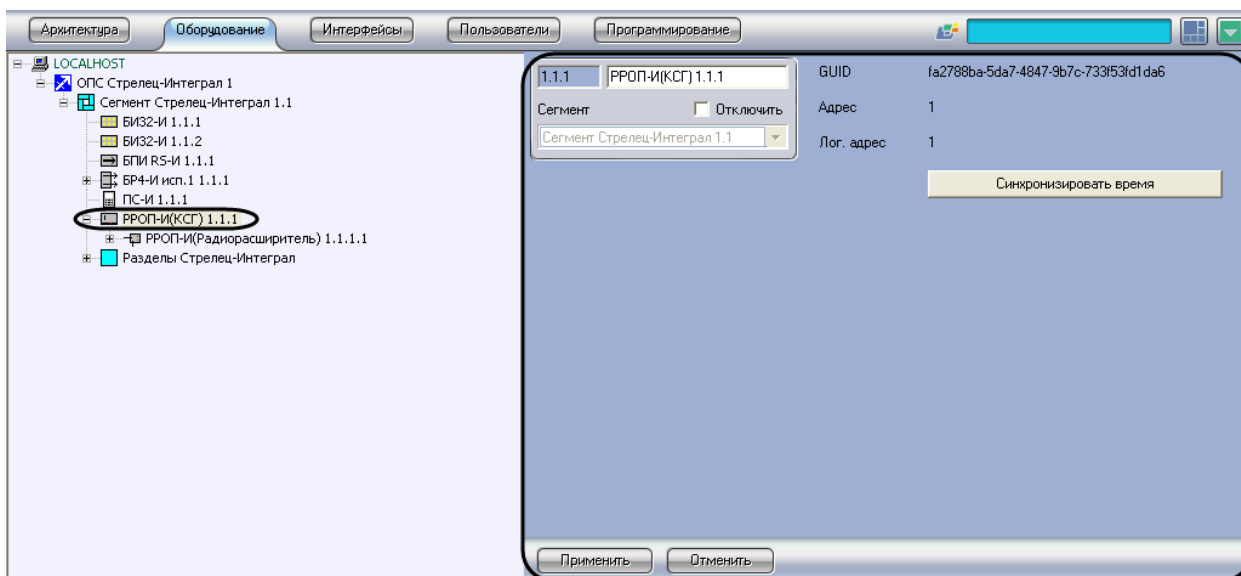 Архитектура Оборудование Интерфейсы Пользователи Программирование
LOCALHOST
ОПС Стрелец-Интеграл 1
Сегмент Стрелец-Интеграл 1.1
БИ32-И 1.1.1
БИ32-И 1.1.2
БПИ RS-И 1.1.1
БР4-И исп.1 1.1.1
ПС-И 1.1.1
РРОП-И(КСГ) 1.1.1
РРОП-И(Радиорасширитель) 1.1.1.1
Разделы Стрелец-Интеграл
1.1.1 РРОП-И(КСГ) 1.1.1
Сегмент Отключить
Сегмент Стрелец-Интеграл 1.1
GUID fa2788ba-5da7-4847-9b7c-733f53fd1da6
Адрес 1
Лог. адрес 1
Синхронизировать время
Применить Отменить